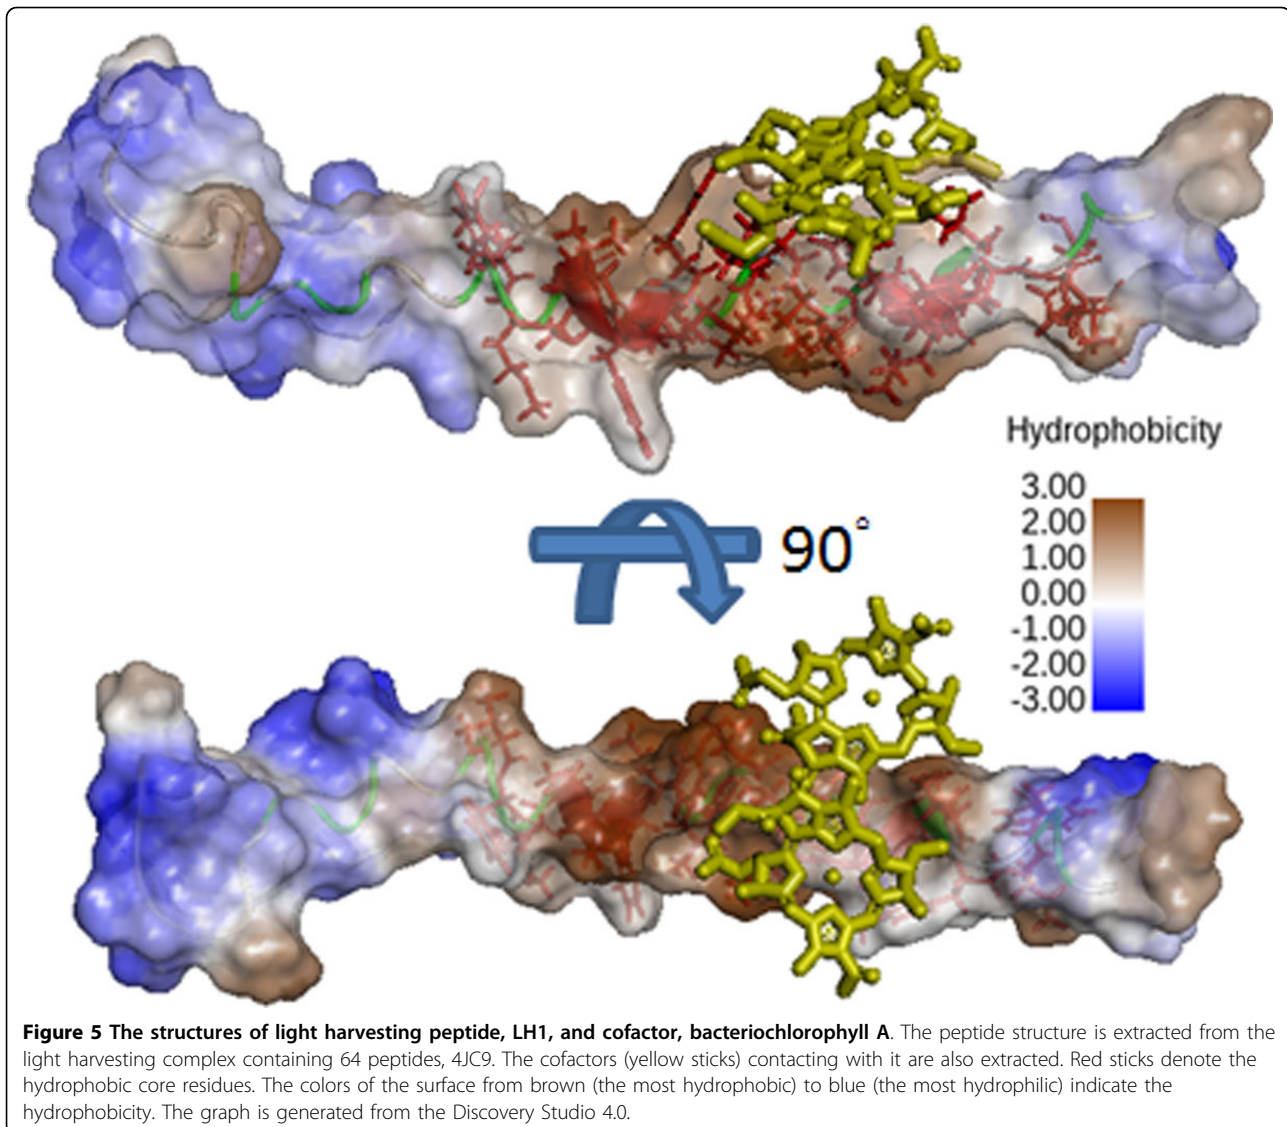 Hydrophobicity
3.00
2.00
1.00
0.00
-1.00
-2.00
-3.00
90°
Figure 5 The structures of light harvesting peptide, LH1, and cofactor, bacteriochlorophyll A. The peptide structure is extracted from the
light harvesting complex containing 64 peptides, 4JC9. The cofactors (yellow sticks) contacting with it are also extracted. Red sticks denote the
hydrophobic core residues. The colors of the surface from brown (the most hydrophobic) to blue (the most hydrophilic) indicate the
hydrophobicity. The graph is generated from the Discovery Studio 4.0.